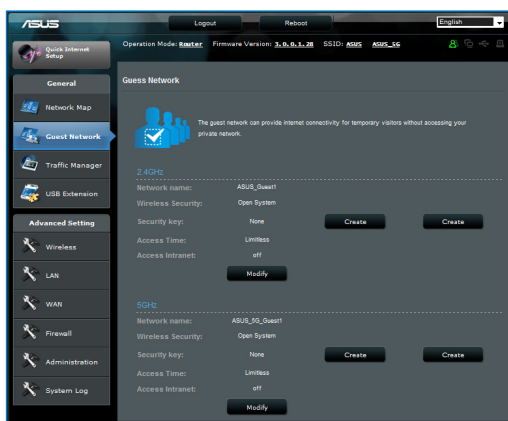 ASUS
Logout
Reboot
English
Quick Internet Setup
Operation Mode: Router Firmware Version: 3.0.0.1.28 SSID: ASUS ASUS_5G
General
Network Map
Guest Network
Traffic Manager
USB Extension
Advanced Setting
Wireless
LAN
WAN
Firewall
Administration
System Log
Guess Network
The guest network can provide internet connectivity for temporary visitors without accessing your
private network.
2.4GHz
Network name: ASUS_Guest1
Wireless Security: Open System
Security key: None Create Create
Access Time: Limitless
Access Intranet: off
Modify
5GHz
Network name: ASUS_5G_Guest1
Wireless Security: Open System
Security key: None Create Create
Access Time: Limitless
Access Intranet: off
Modify